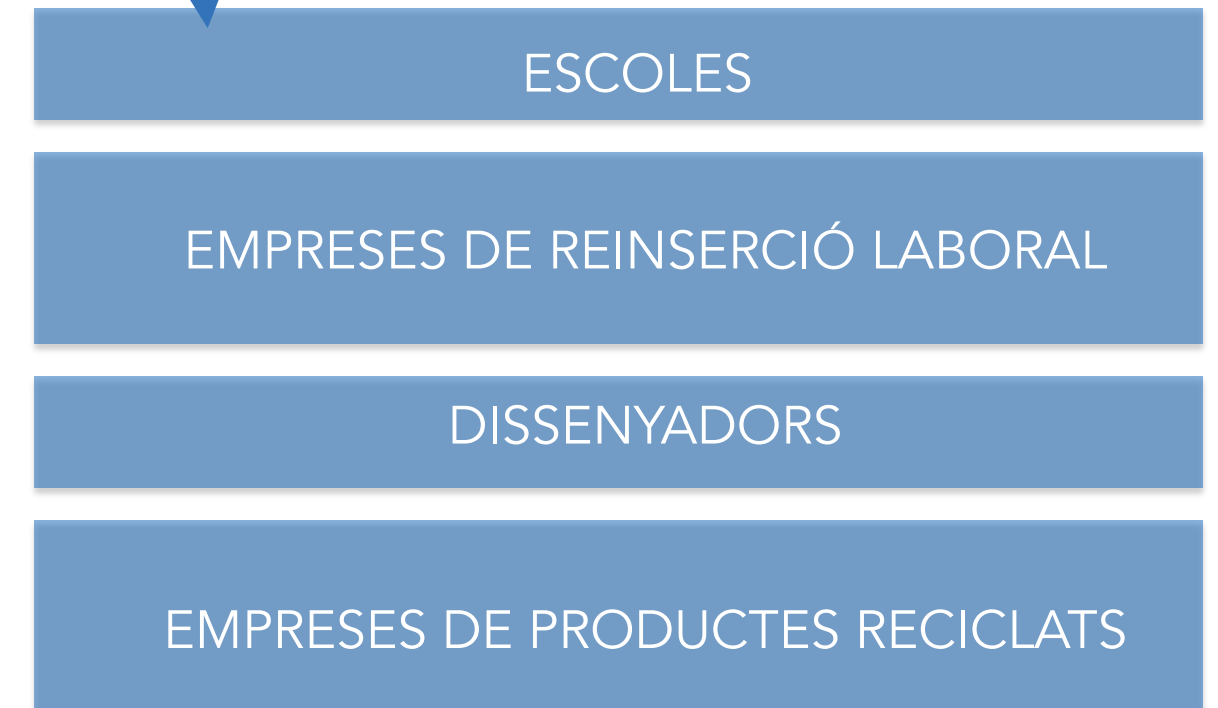 ESCOLES
EMPRESES DE REINSERCIÓ LABORAL
DISSENYADORS
EMPRESES DE PRODUCTES RECICLATS